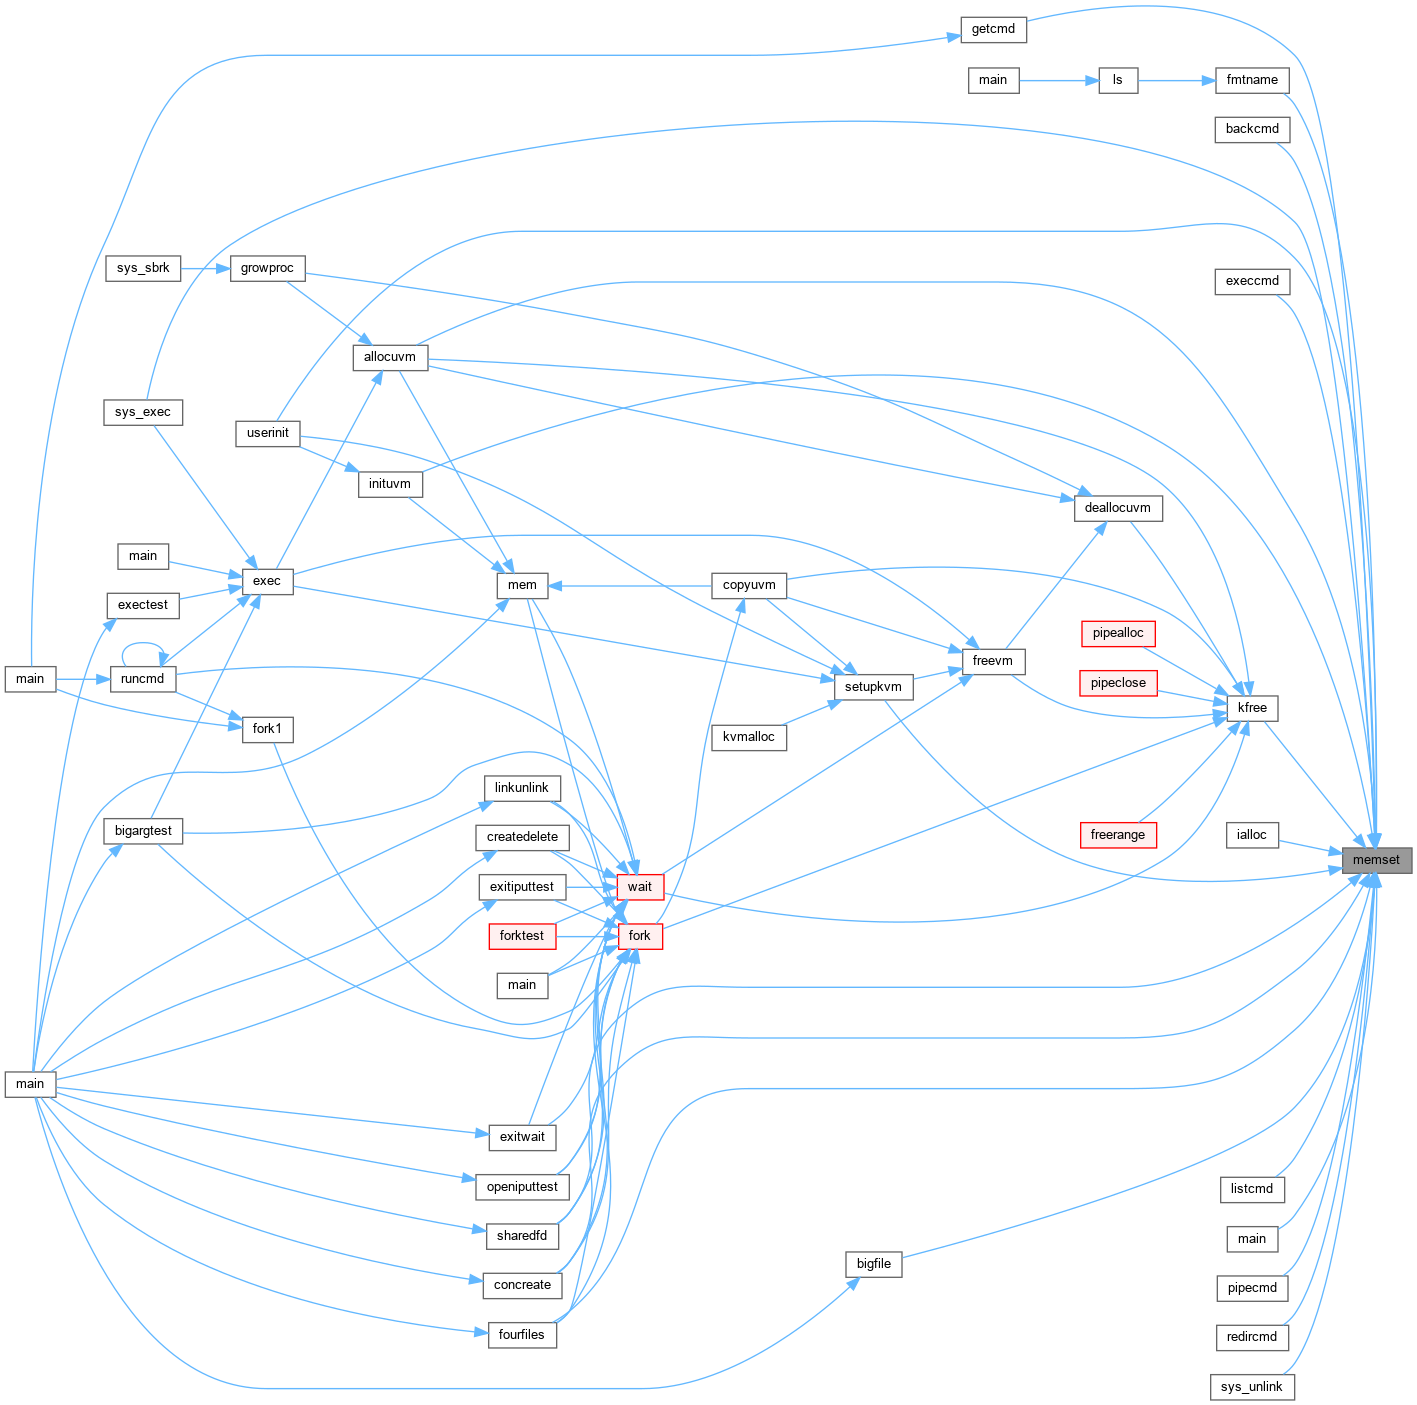 getcmd
main
ls
fmtname
backcmd
sys_sbrk
growproc
execcmd
allocuvm
sys_exec
userinit
inituvm
deallocuvm
main
exec
mem
copyuvm
exectest
pipealloc
freevm
main
runcmd
setupkvm
pipeclose
kfree
fork1
kvmalloc
linkunlink
bigargtest
createdelete
freerange
ialloc
memset
exitiputtest
wait
forktest
fork
main
main
exitwait
openiputtest
listcmd
sharedfd
main
bigfile
concreate
pipecmd
fourfiles
redircmd
sys_unlink